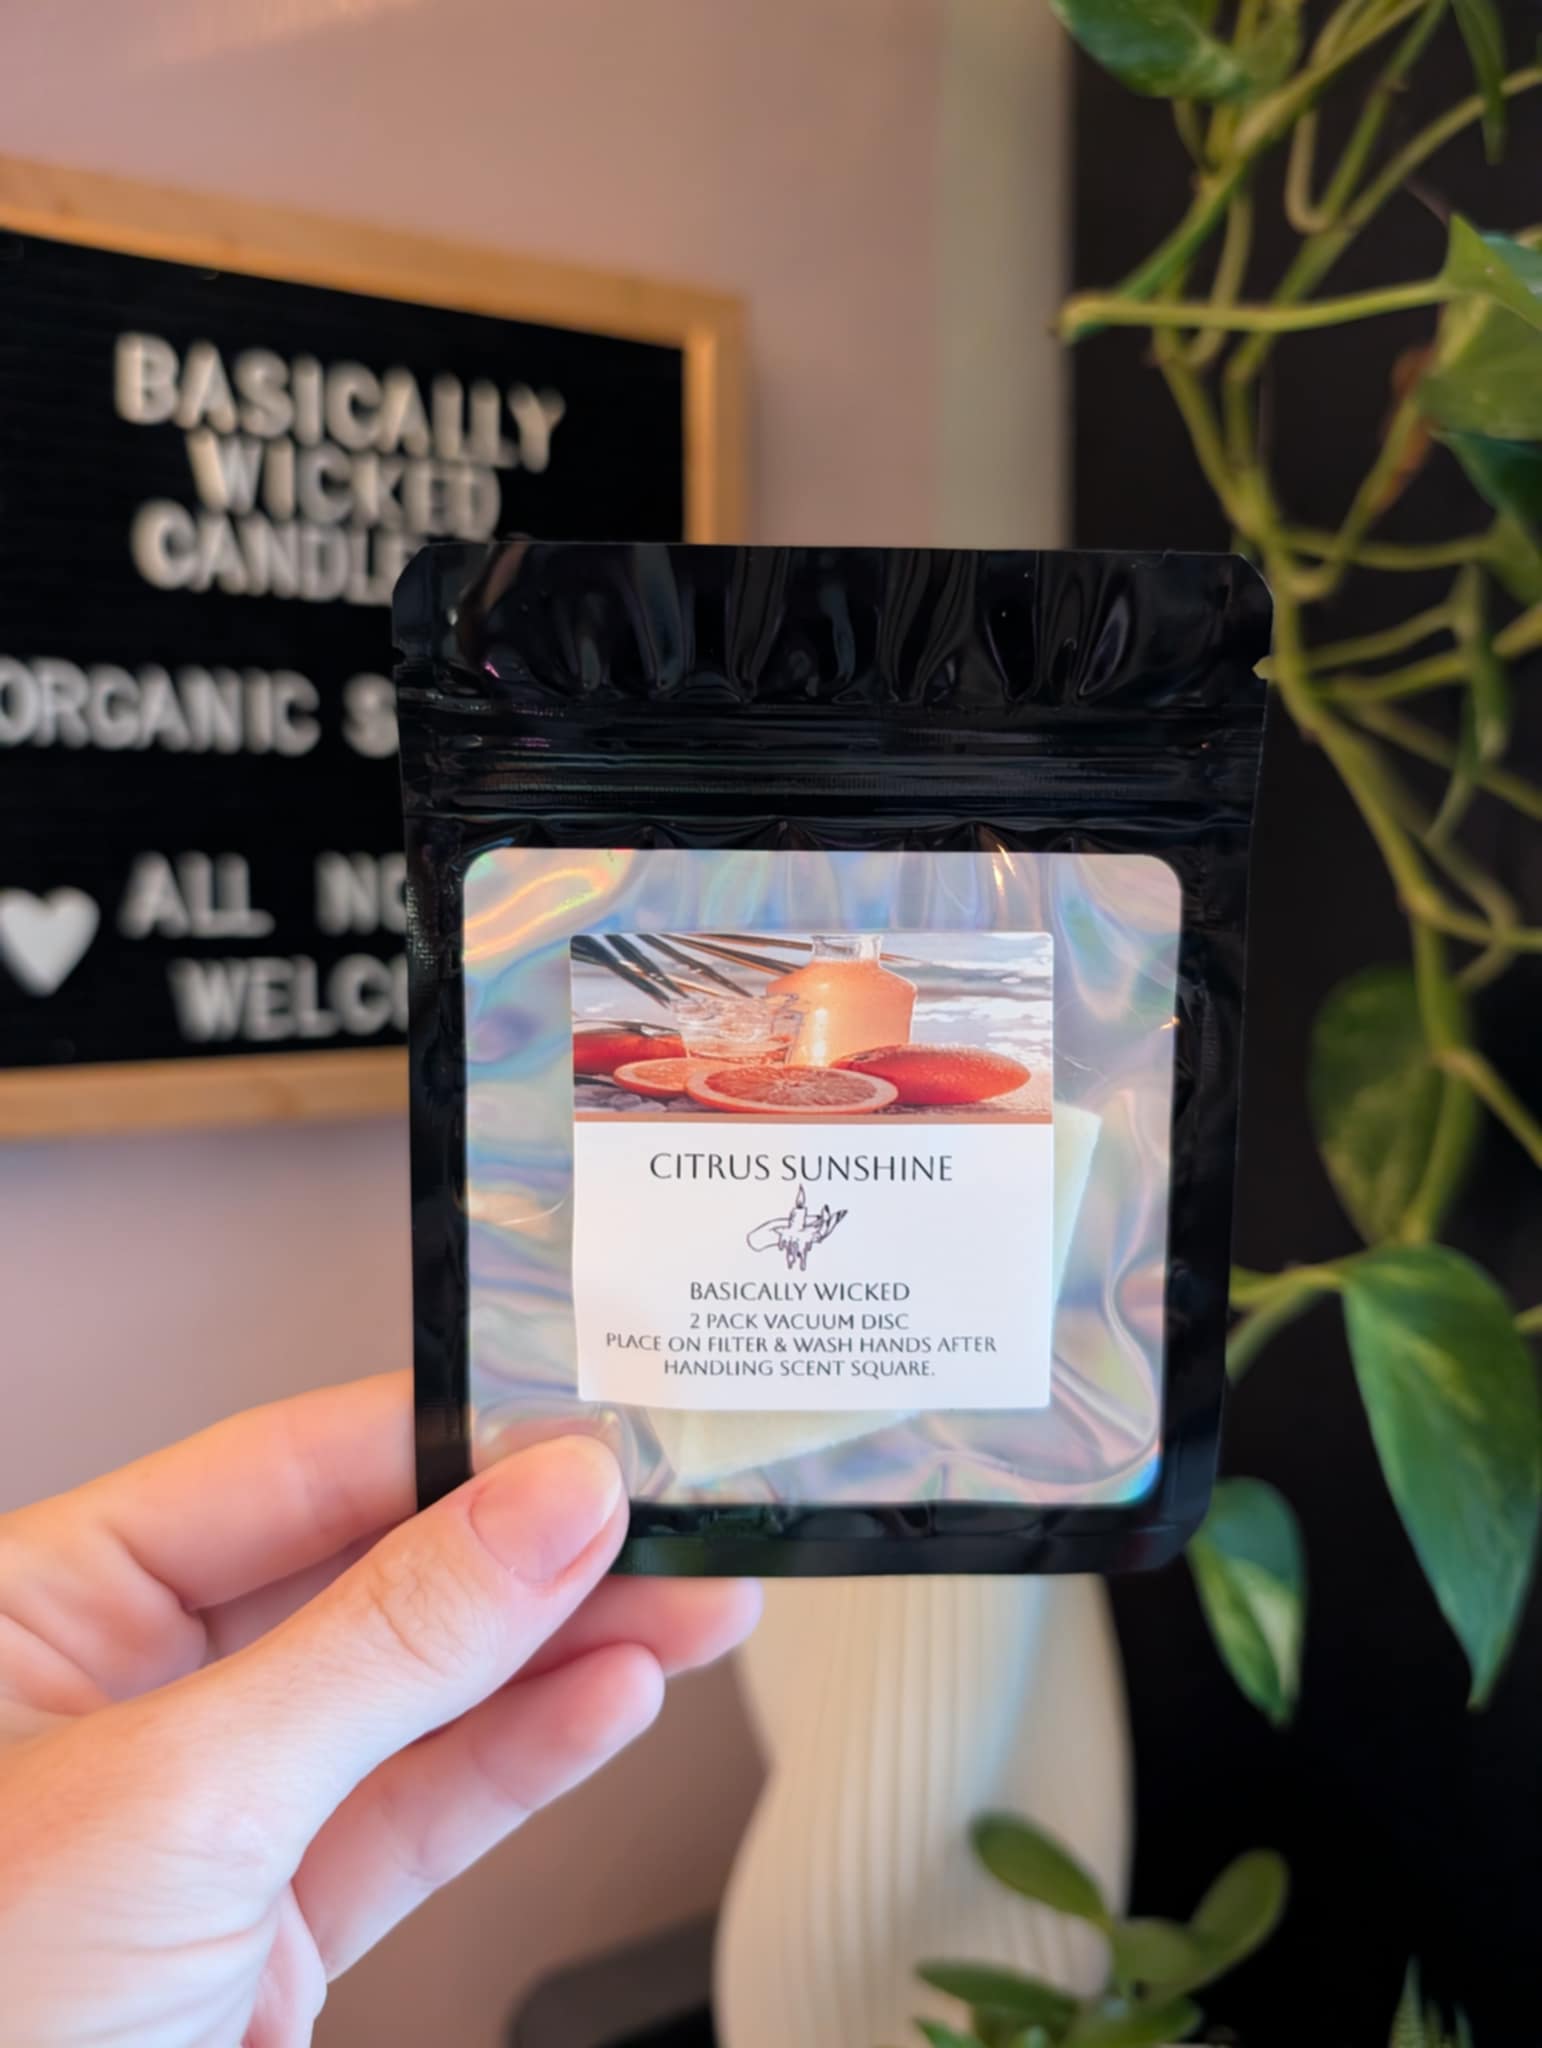 BASICALLY
WICKED
ORGANIC
ALL
CITRUS SUNSHINE
BASICALLY WICKED
2 PACK VACUUM DISC
PLACE ON FILTER & WASH HANDS AFTER
HANDLING SCENT SQUARE.